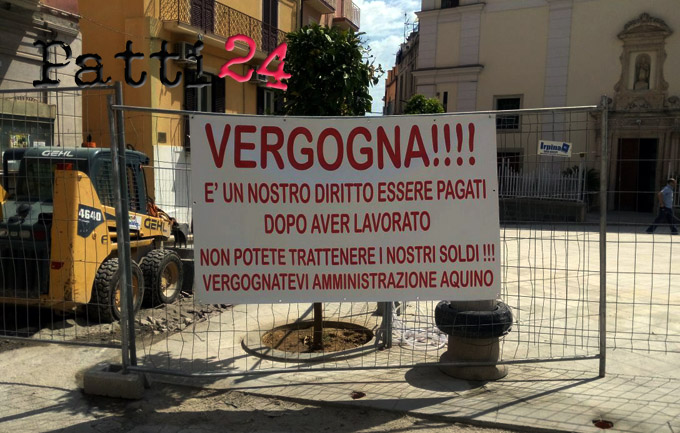 Patti 24
VERGOGNA!!!!
E' UN NOSTRO DIRITTO ESSERE PAGATI
DOPO AVER LAVORATO
NON POTETE TRATTENERE I NOSTRI SOLDI !!!
VERGOGNATEVI AMMINISTRAZIONE AQUINO
GEHL
4640
GEHL
Irpinia